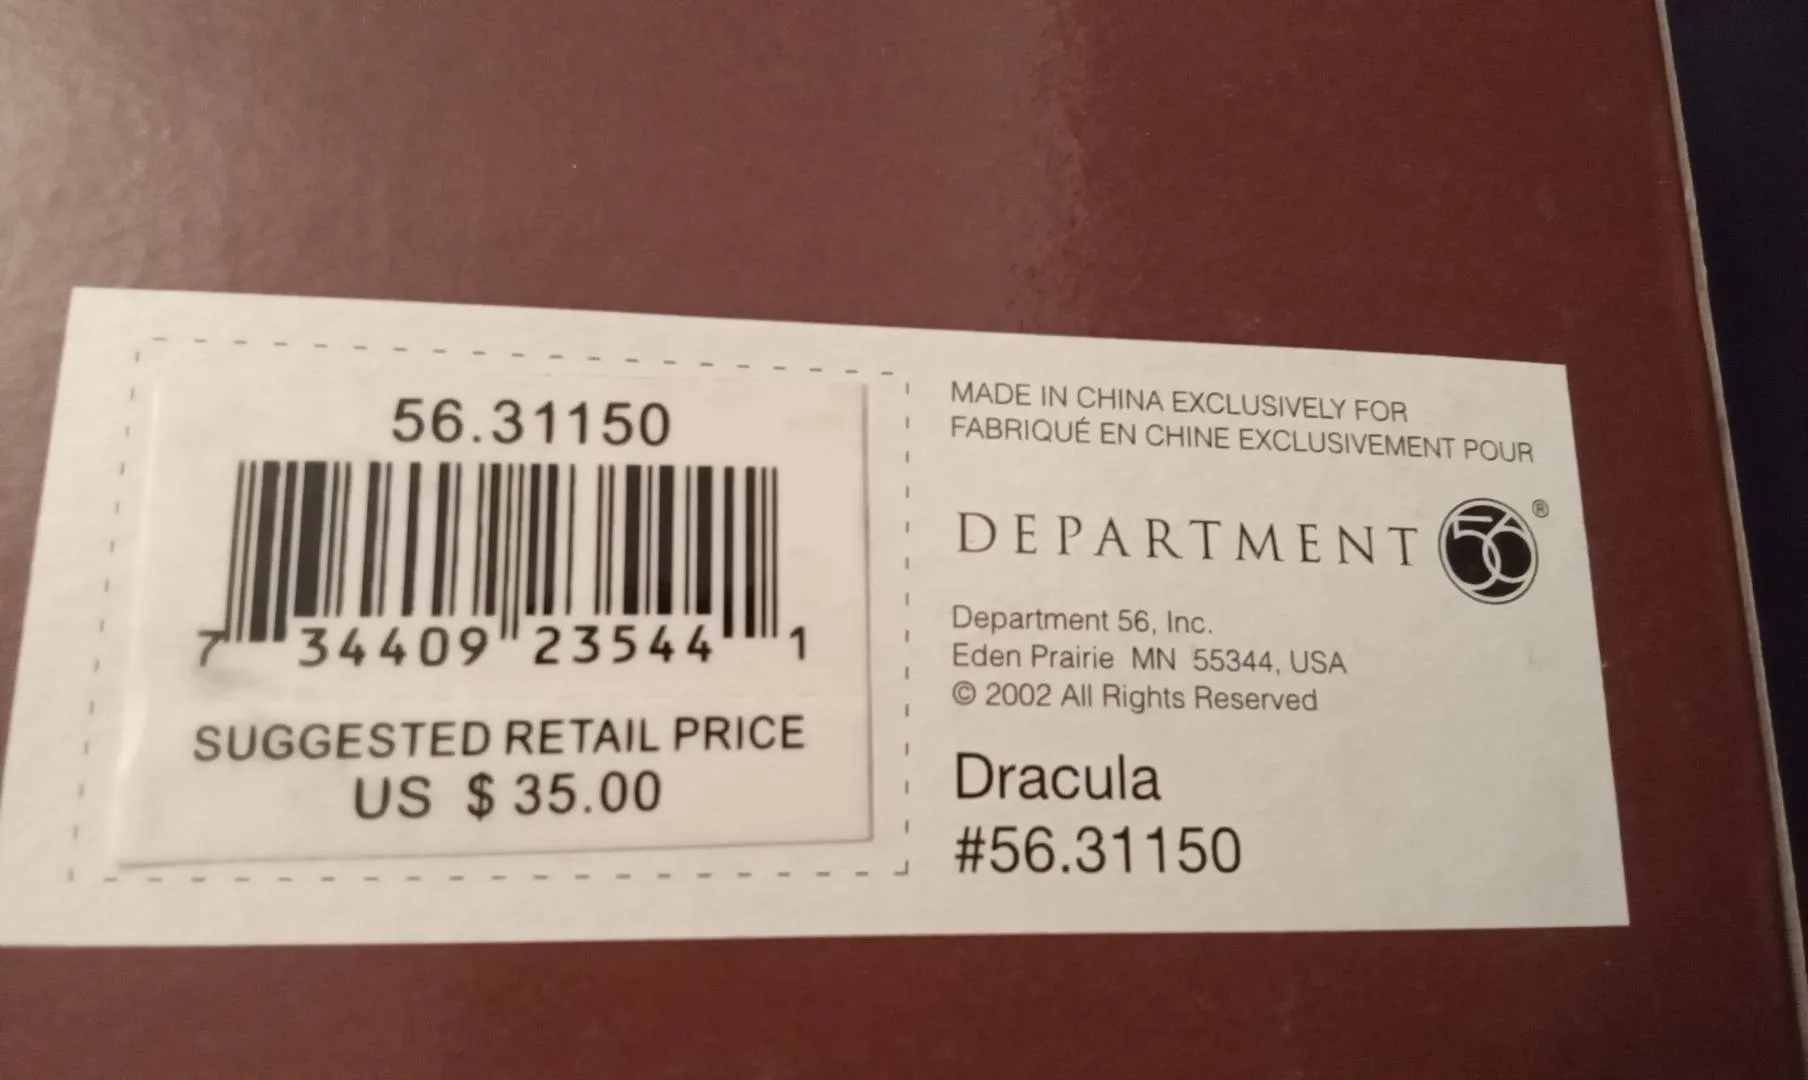 56.31150
7 34409 23544 1
SUGGESTED RETAIL PRICE
US $ 35.00
MADE IN CHINA EXCLUSIVELY FOR
FABRIQUÉ EN CHINE EXCLUSIVEMENT POUR
DEPARTMENT 56®
Department 56, Inc.
Eden Prairie MN 55344, USA
© 2002 All Rights Reserved
Dracula
#56.31150